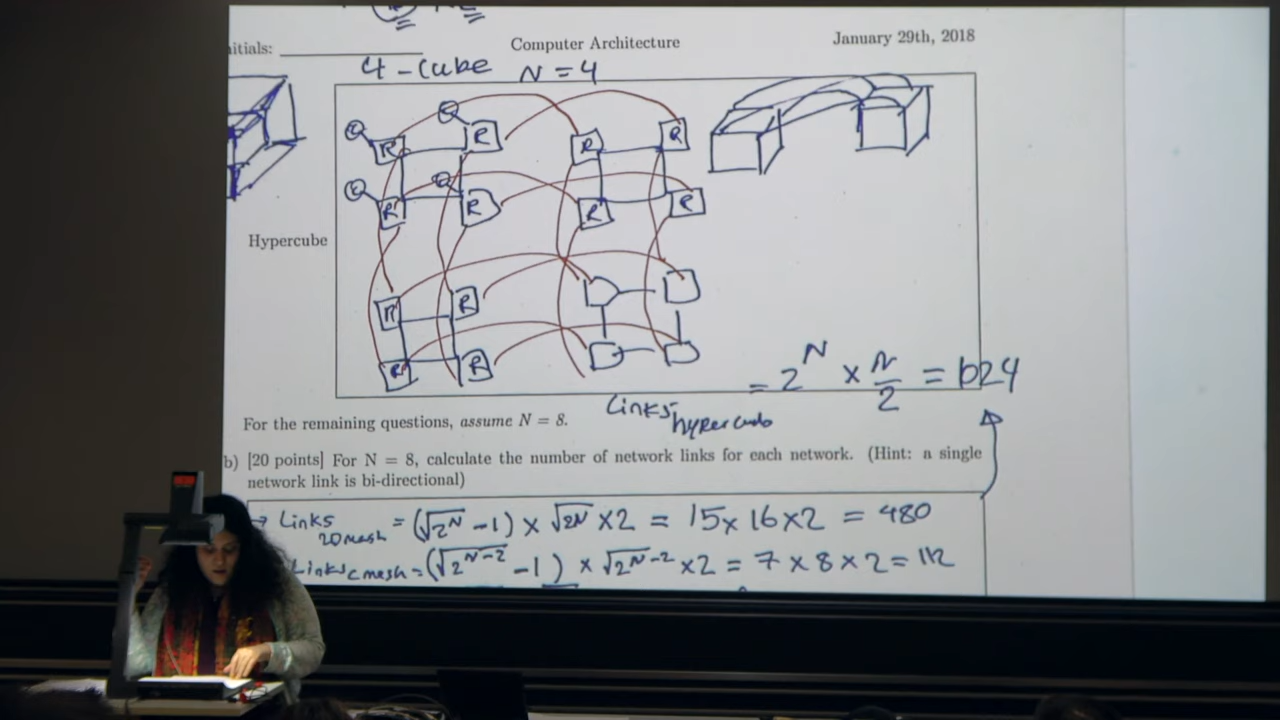 itials:
Computer Architecture
January 29th, 2018
4-Cube N = 4
R R R R
R R R R
R R
R R
Hypercube
Links hypercube = 2^N × N/2 = 1024
For the remaining questions, assume N = 8.
b) [20 points] For N = 8, calculate the number of network links for each network. (Hint: a single
network link is bi-directional)
→ Links 2D mesh = (√2^N - 1) × √2^N × 2 = 15 × 16 × 2 = 480
Links cmesh = (√2^N-2 - 1) × √2^N-2 × 2 = 7 × 8 × 2 = 112